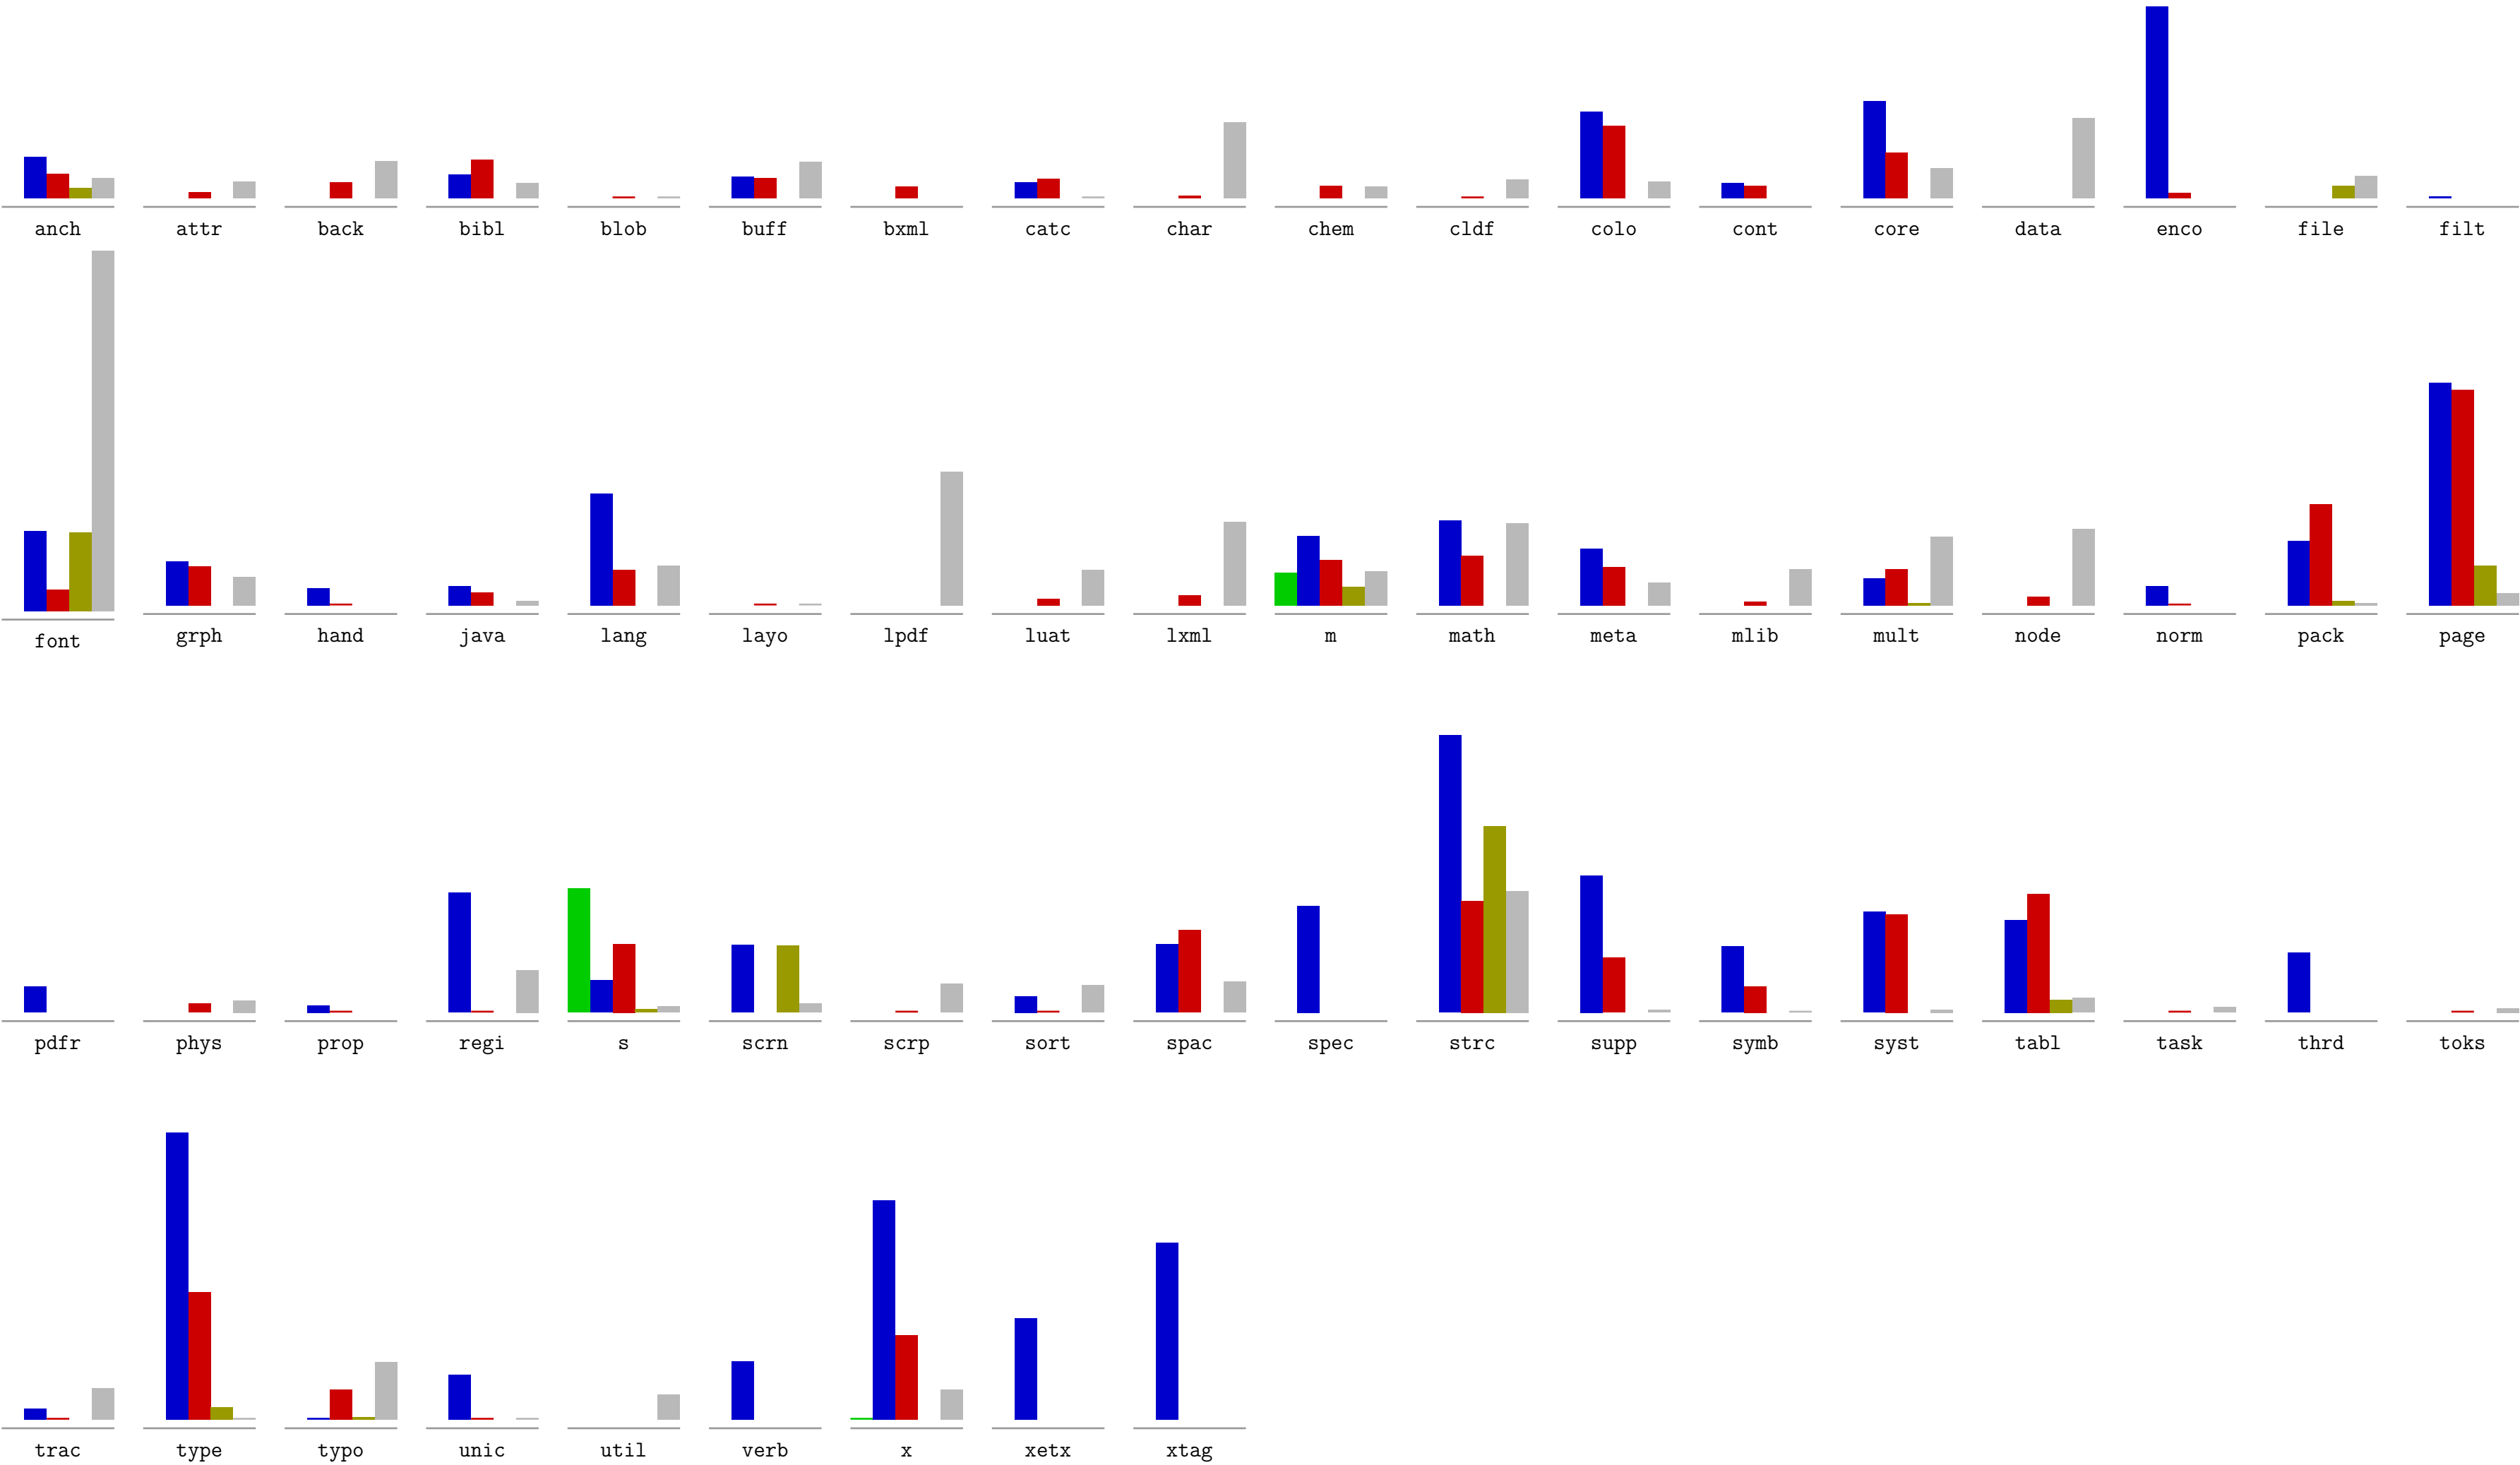 anch attr back bibl blob buff bxml catc char chem cldf colo cont core data enco file filt
font grph hand java lang layo lpdf luat lxml m math meta mlib mult node norm pack page
pdfr phys prop regi s scrn scrp sort spac spec strc supp symb syst tabl task thrd toks
trac type typo unic util verb x xetx xtag